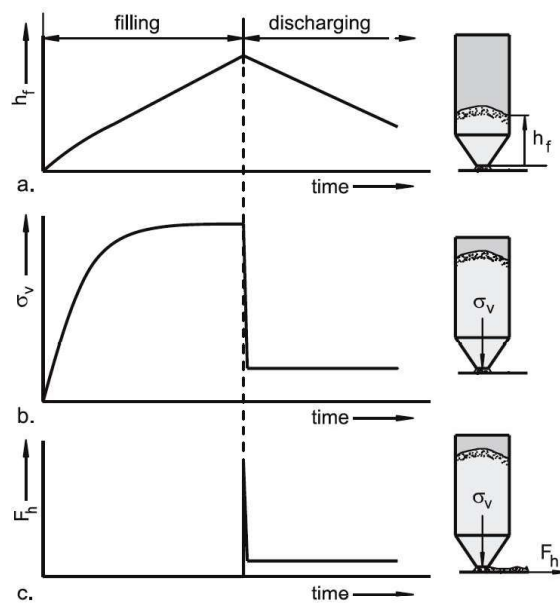 filling
discharging
h_f
h_f
a.
time
σ_v
σ_v
b.
time
F_h
σ_v
F_h
c.
time